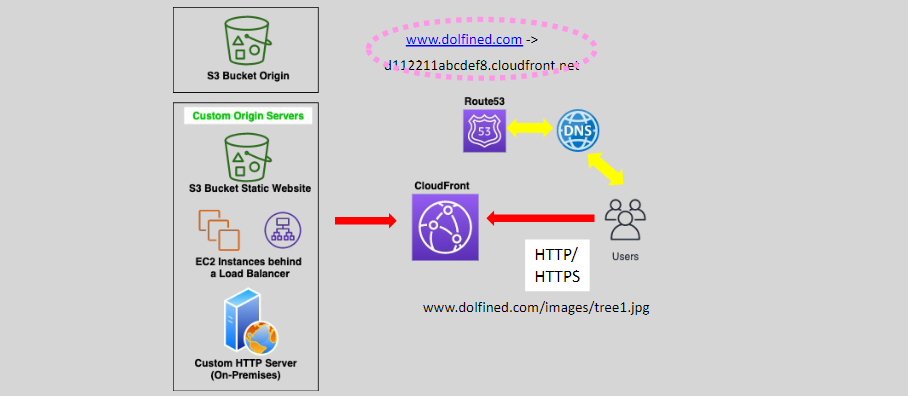 S3 Bucket Origin
www.dolfined.com ->
d112211abcdef8.cloudfront.net
Custom Origin Servers
S3 Bucket Static Website
EC2 Instances behind
a Load Balancer
Custom HTTP Server
(On-Premises)
Route53
53
DNS
CloudFront
Users
HTTP/
HTTPS
www.dolfined.com/images/tree1.jpg